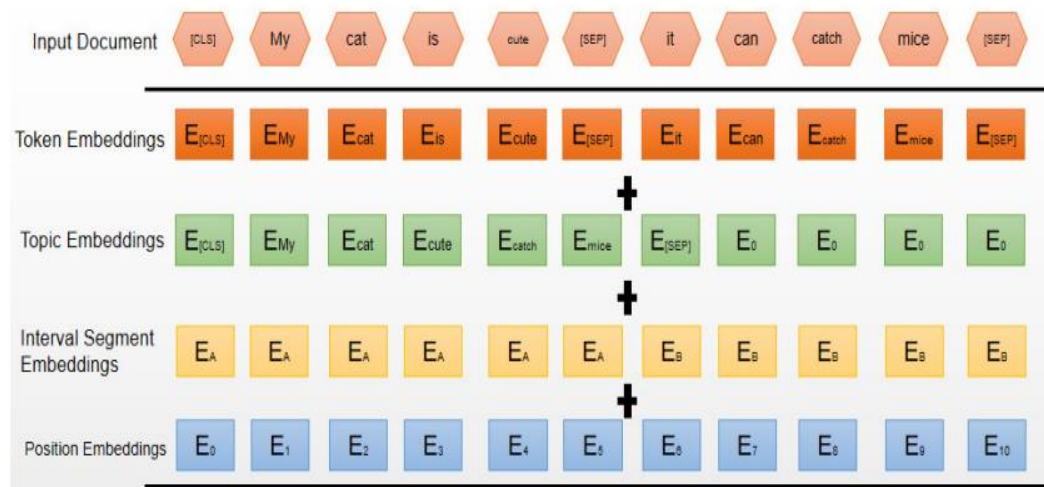 Input Document [CLS] My cat is cute [SEP] it can catch mice [SEP]
Token Embeddings E[CLS] EMy Ecat Eis Ecute E[SEP] Eit Ecan Ecatch Emice E[SEP]
+
Topic Embeddings E[CLS] EMy Ecat Ecute Ecatch Emice E[SEP] E0 E0 E0 E0
+
Interval Segment
Embeddings EA EA EA EA EA EA EB EB EB EB EB
+
Position Embeddings E0 E1 E2 E3 E4 E5 E6 E7 E8 E9 E10